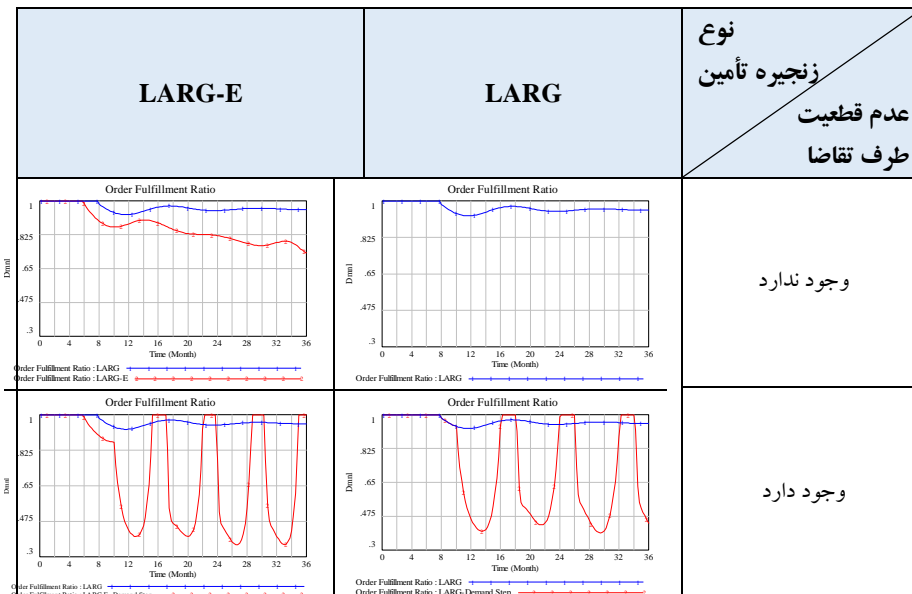 نوع
زنجیره تأمین
عدم قطعیت
طرف تقاضا
LARG
LARG-E
وجود ندارد
Order Fulfillment Ratio
1
.825
.65
.475
.3
Dmnl
0 4 8 12 16 20 24 28 32 36
Time (Month)
Order Fulfillment Ratio : LARG
Order Fulfillment Ratio
1
.825
.65
.475
.3
Dmnl
0 4 8 12 16 20 24 28 32 36
Time (Month)
Order Fulfillment Ratio : LARG
Order Fulfillment Ratio : LARG-E
وجود دارد
Order Fulfillment Ratio
1
.825
.65
.475
.3
Dmnl
0 4 8 12 16 20 24 28 32 36
Time (Month)
Order Fulfillment Ratio : LARG
Order Fulfillment Ratio : LARG-Demand Step
Order Fulfillment Ratio
1
.825
.65
.475
.3
Dmnl
0 4 8 12 16 20 24 28 32 36
Time (Month)
Order Fulfillment Ratio : LARG
Order Fulfillment Ratio : LARG-E-Demand Step